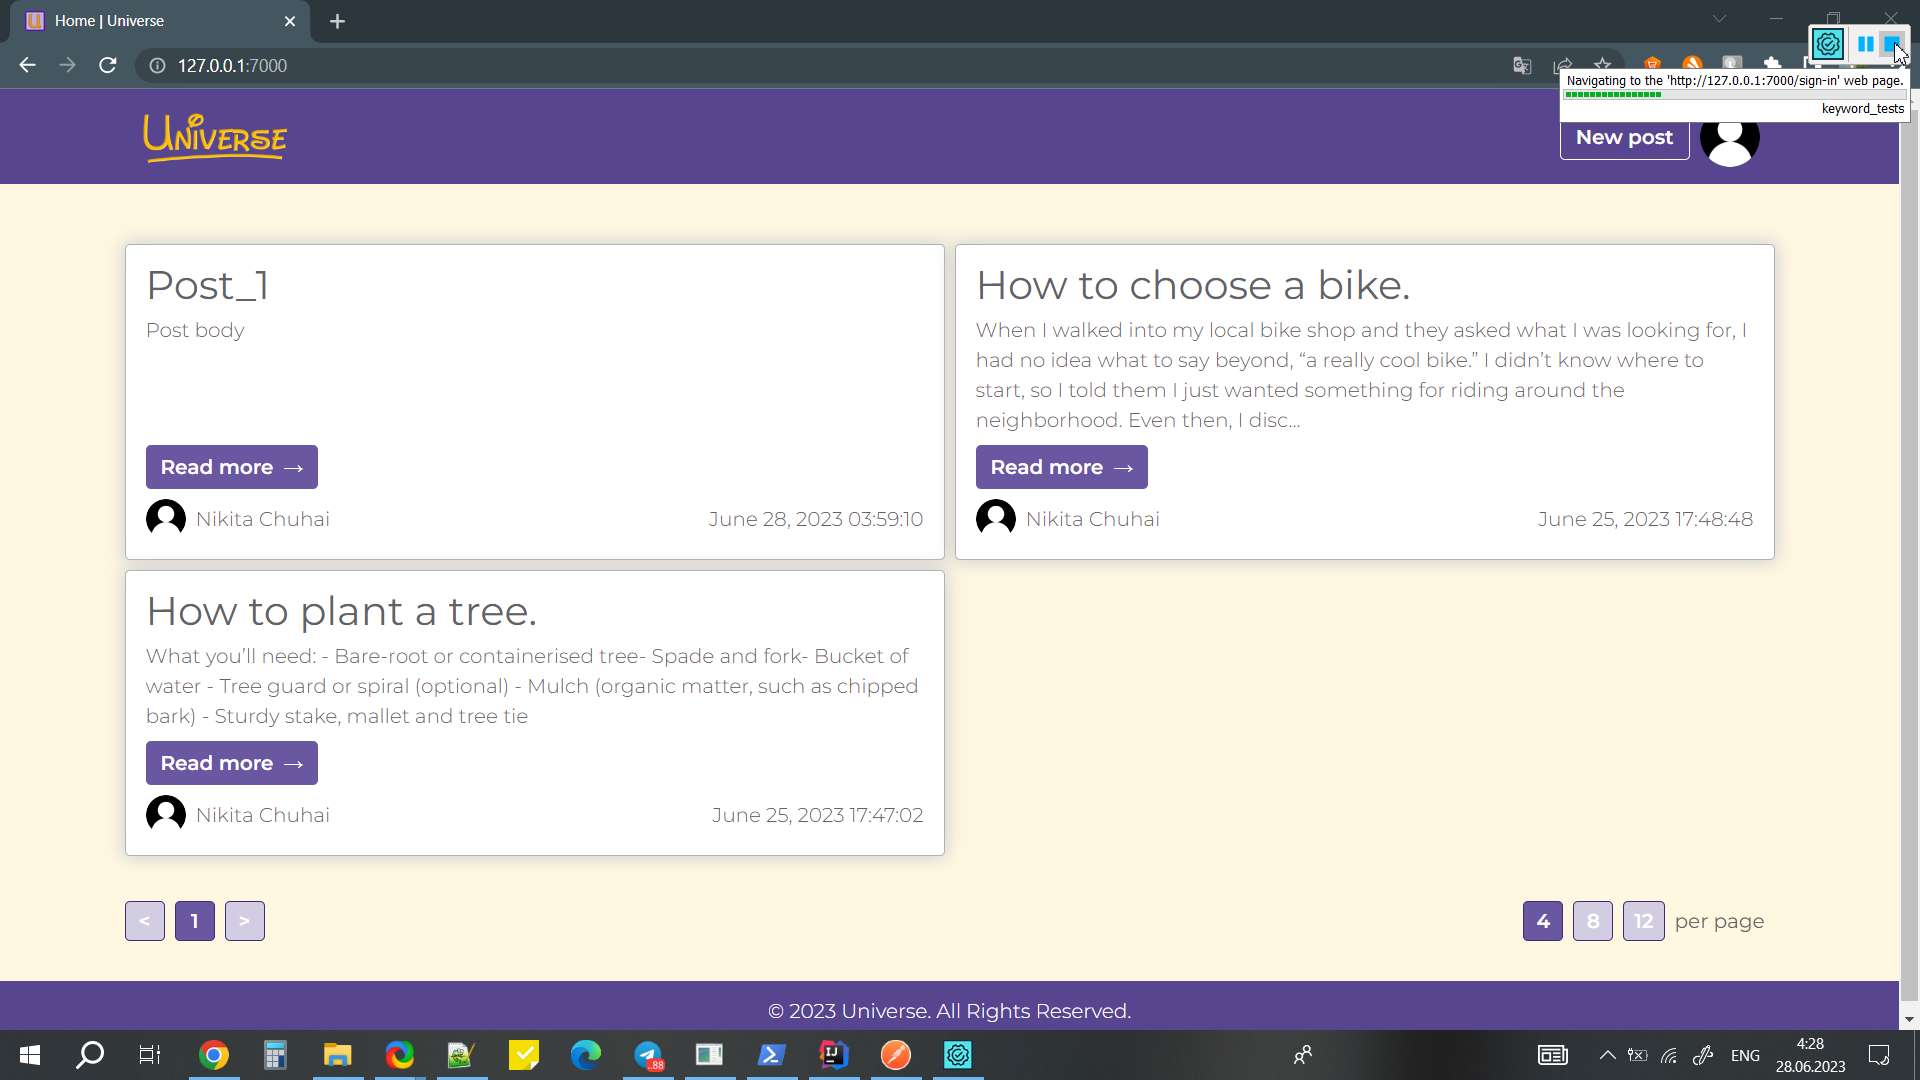 Home | Universe
127.0.0.1:7000
Navigating to the 'http://127.0.0.1:7000/sign-in' web page.
keyword_tests
UNIVERSE
New post
Post_1
Post body
Read more →
Nikita Chuhai
June 28, 2023 03:59:10
How to choose a bike.
When I walked into my local bike shop and they asked what I was looking for, I
had no idea what to say beyond, “a really cool bike.” I didn’t know where to
start, so I told them I just wanted something for riding around the
neighborhood. Even then, I disc...
Read more →
Nikita Chuhai
June 25, 2023 17:48:48
How to plant a tree.
What you’ll need: - Bare-root or containerised tree- Spade and fork- Bucket of
water - Tree guard or spiral (optional) - Mulch (organic matter, such as chipped
bark) - Sturdy stake, mallet and tree tie
Read more →
Nikita Chuhai
June 25, 2023 17:47:02
< 1 >
4 8 12 per page
© 2023 Universe. All Rights Reserved.
..88
ENG
4:28
28.06.2023